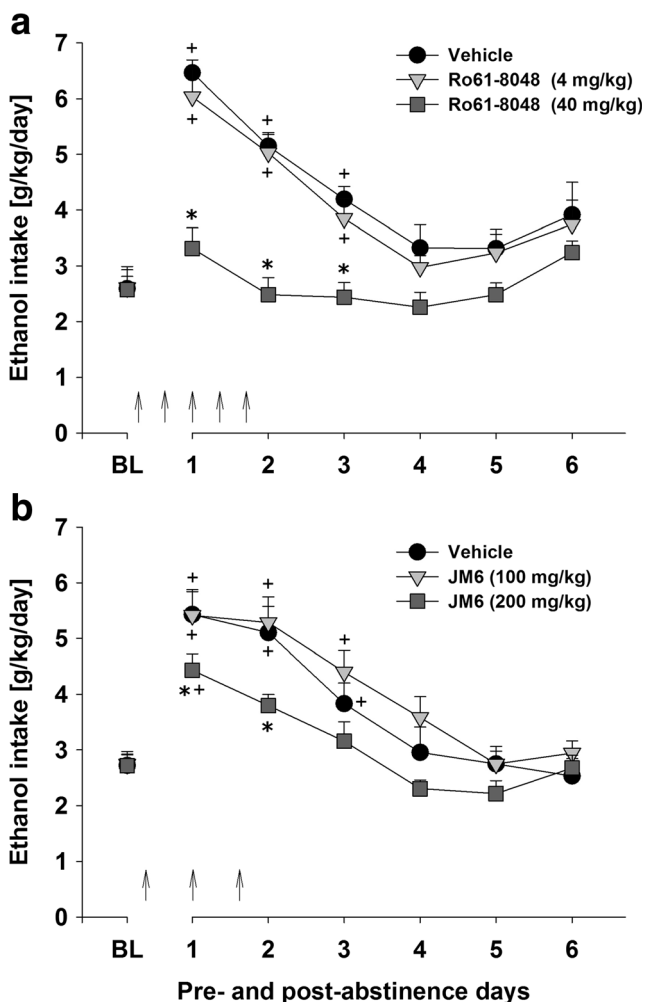 a
7
6
5
4
3
2
1
0
Ethanol intake [g/kg/day]
Vehicle
Ro61-8048 (4 mg/kg)
Ro61-8048 (40 mg/kg)
+
+
+
+
+
+
*
*
*
BL 1 2 3 4 5 6
b
7
6
5
4
3
2
1
0
Ethanol intake [g/kg/day]
Vehicle
JM6 (100 mg/kg)
JM6 (200 mg/kg)
+
+
+
+
+
+
*+
*
BL 1 2 3 4 5 6
Pre- and post-abstinence days